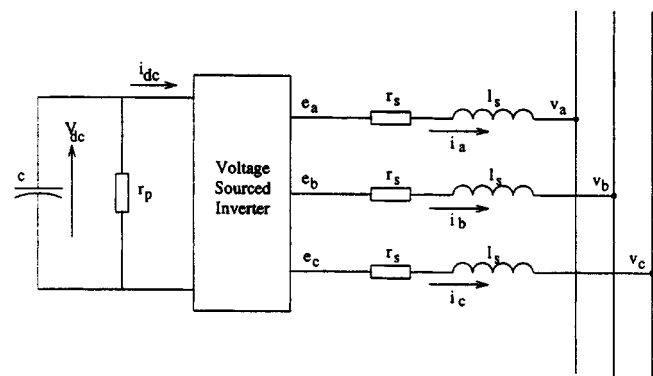 i_dc
V_dc
c
r_p
Voltage
Sourced
Inverter
e_a
r_s
l_s
v_a
i_a
e_b
r_s
l_s
v_b
i_b
e_c
r_s
l_s
v_c
i_c